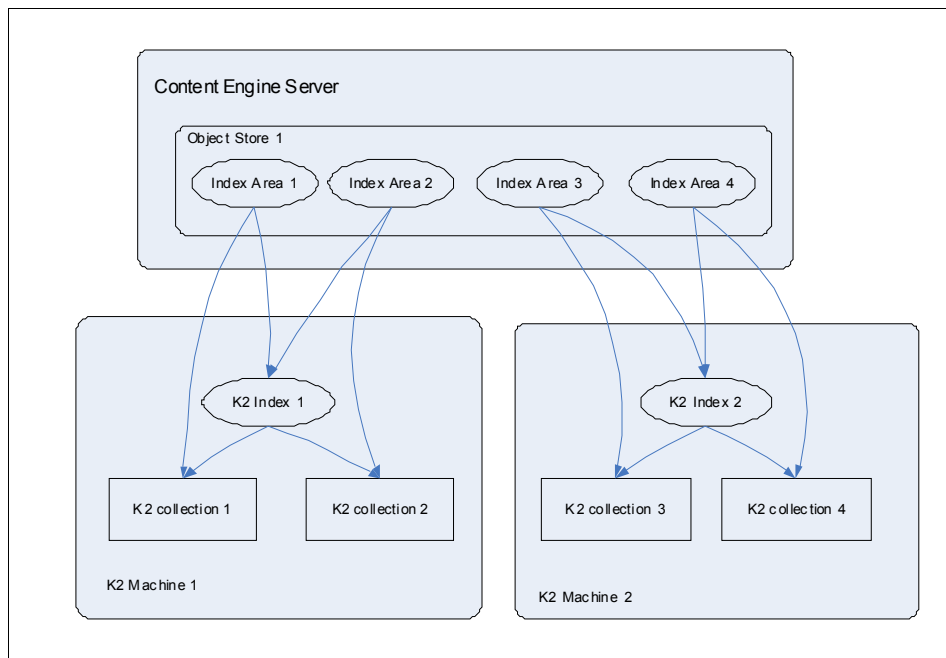 Content Engine Server
Object Store 1
Index Area 1
Index Area 2
Index Area 3
Index Area 4
K2 Index 1
K2 collection 1
K2 collection 2
K2 Machine 1
K2 Index 2
K2 collection 3
K2 collection 4
K2 Machine 2